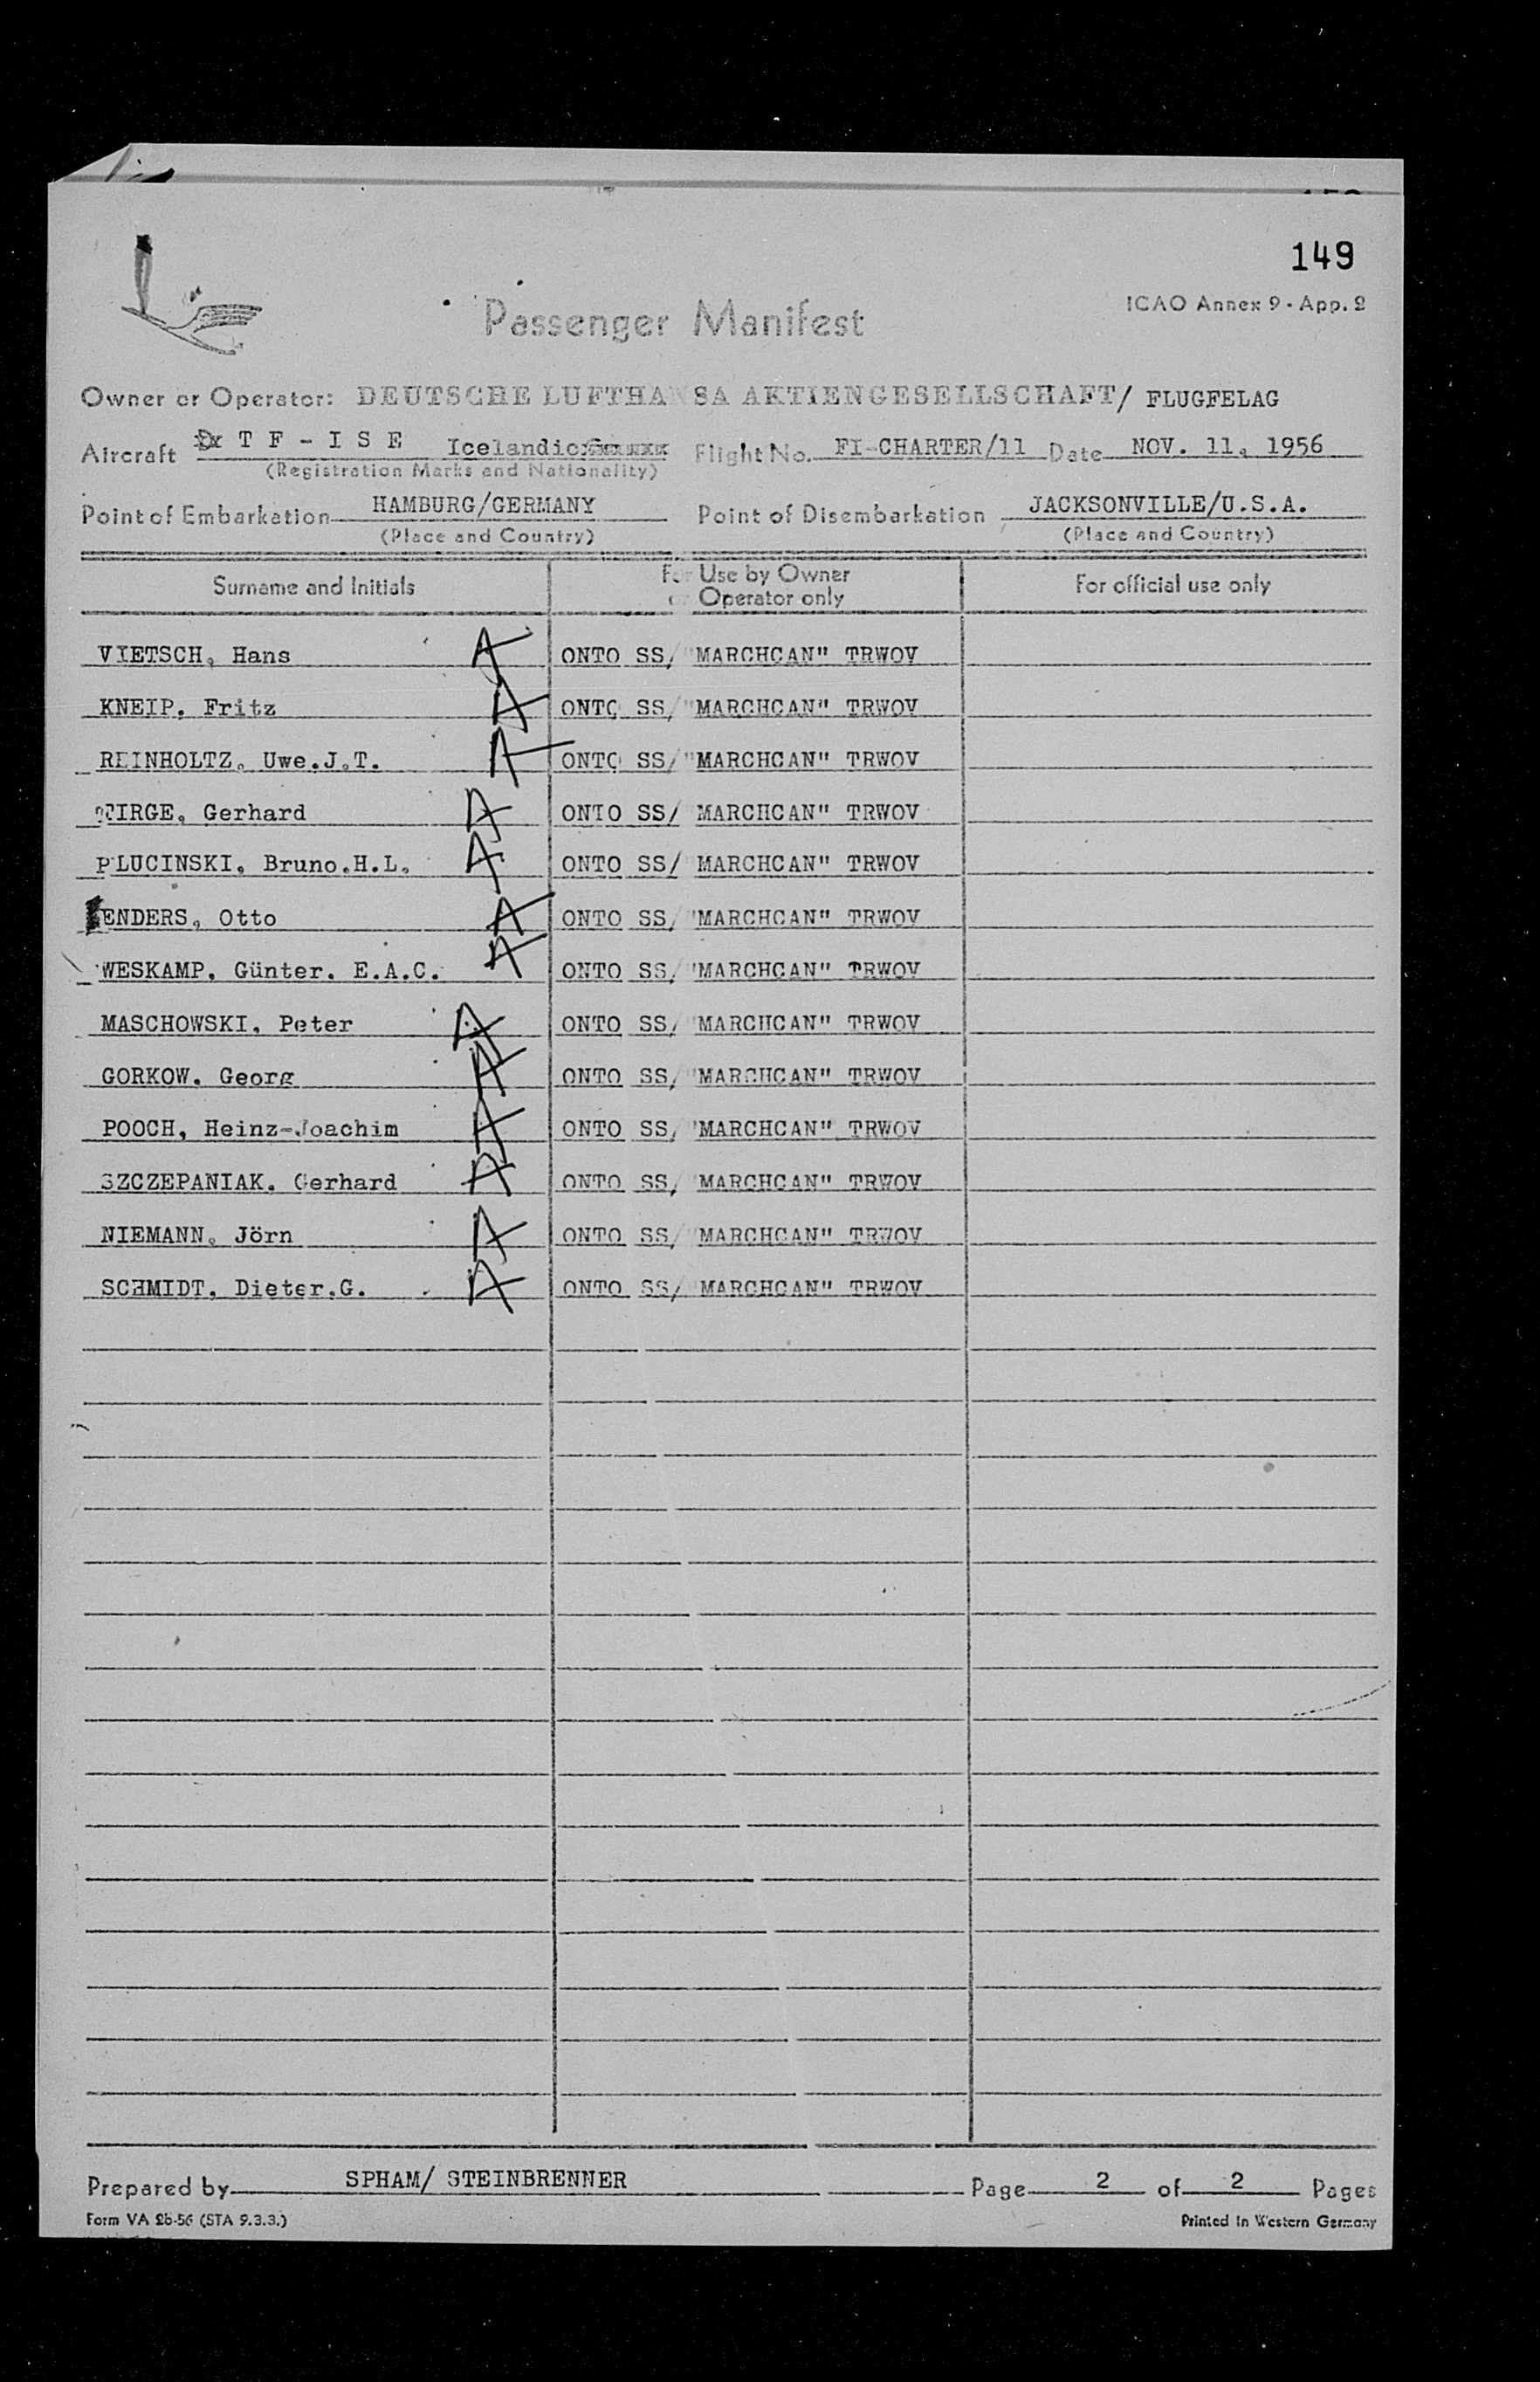 149
Passenger Manifest
ICAO Annex 9 - App. 2
Owner or Operator: DEUTSCHE LUFTHANSA AKTIENGESELLSCHAFT/ FLUGFELAG
Aircraft T F - I S E Icelandic Flight No. FI-CHARTER/11 Date NOV. 11, 1956
(Registration Marks and Nationality)
Point of Embarkation HAMBURG/GERMANY Point of Disembarkation JACKSONVILLE/U.S.A.
(Place and Country) (Place and Country)
Surname and Initials For Use by Owner or Operator only For official use only
VIETSCH, Hans A ONTO SS/ "MARCHCAN" TRWOV
KNEIP, Fritz A ONTO SS/ "MARCHCAN" TRWOV
REINHOLTZ, Uwe.J.T. A ONTO SS/ "MARCHCAN" TRWOV
Gerhard A ONTO SS/ MARCHCAN" TRWOV
PLUCINSKI, Bruno.H.L. A ONTO SS/ MARCHCAN" TRWOV
ENDERS, Otto A ONTO SS/ "MARCHCAN" TRWOV
WESKAMP, Günter. E.A.C. A ONTO SS/ "MARCHCAN" TRWOV
MASCHOWSKI, Peter A ONTO SS/ "MARCHCAN" TRWOV
GORKOW, Georg A ONTO SS/ "MARCHCAN" TRWOV
POOCH, Heinz-Joachim A ONTO SS/ "MARCHCAN" TRWOV
SZCZEPANIAK, Gerhard A ONTO SS/ "MARCHCAN" TRWOV
NIEMANN, Jörn A ONTO SS/ "MARCHCAN" TRWOV
SCHMIDT, Dieter.G. A ONTO SS/ MARCHCAN" TRWOV
Prepared by SPHAM/ STEINBRENNER Page 2 of 2 Pages
Form VA 2b-56 (STA 9.3.3.) Printed in Western Germany